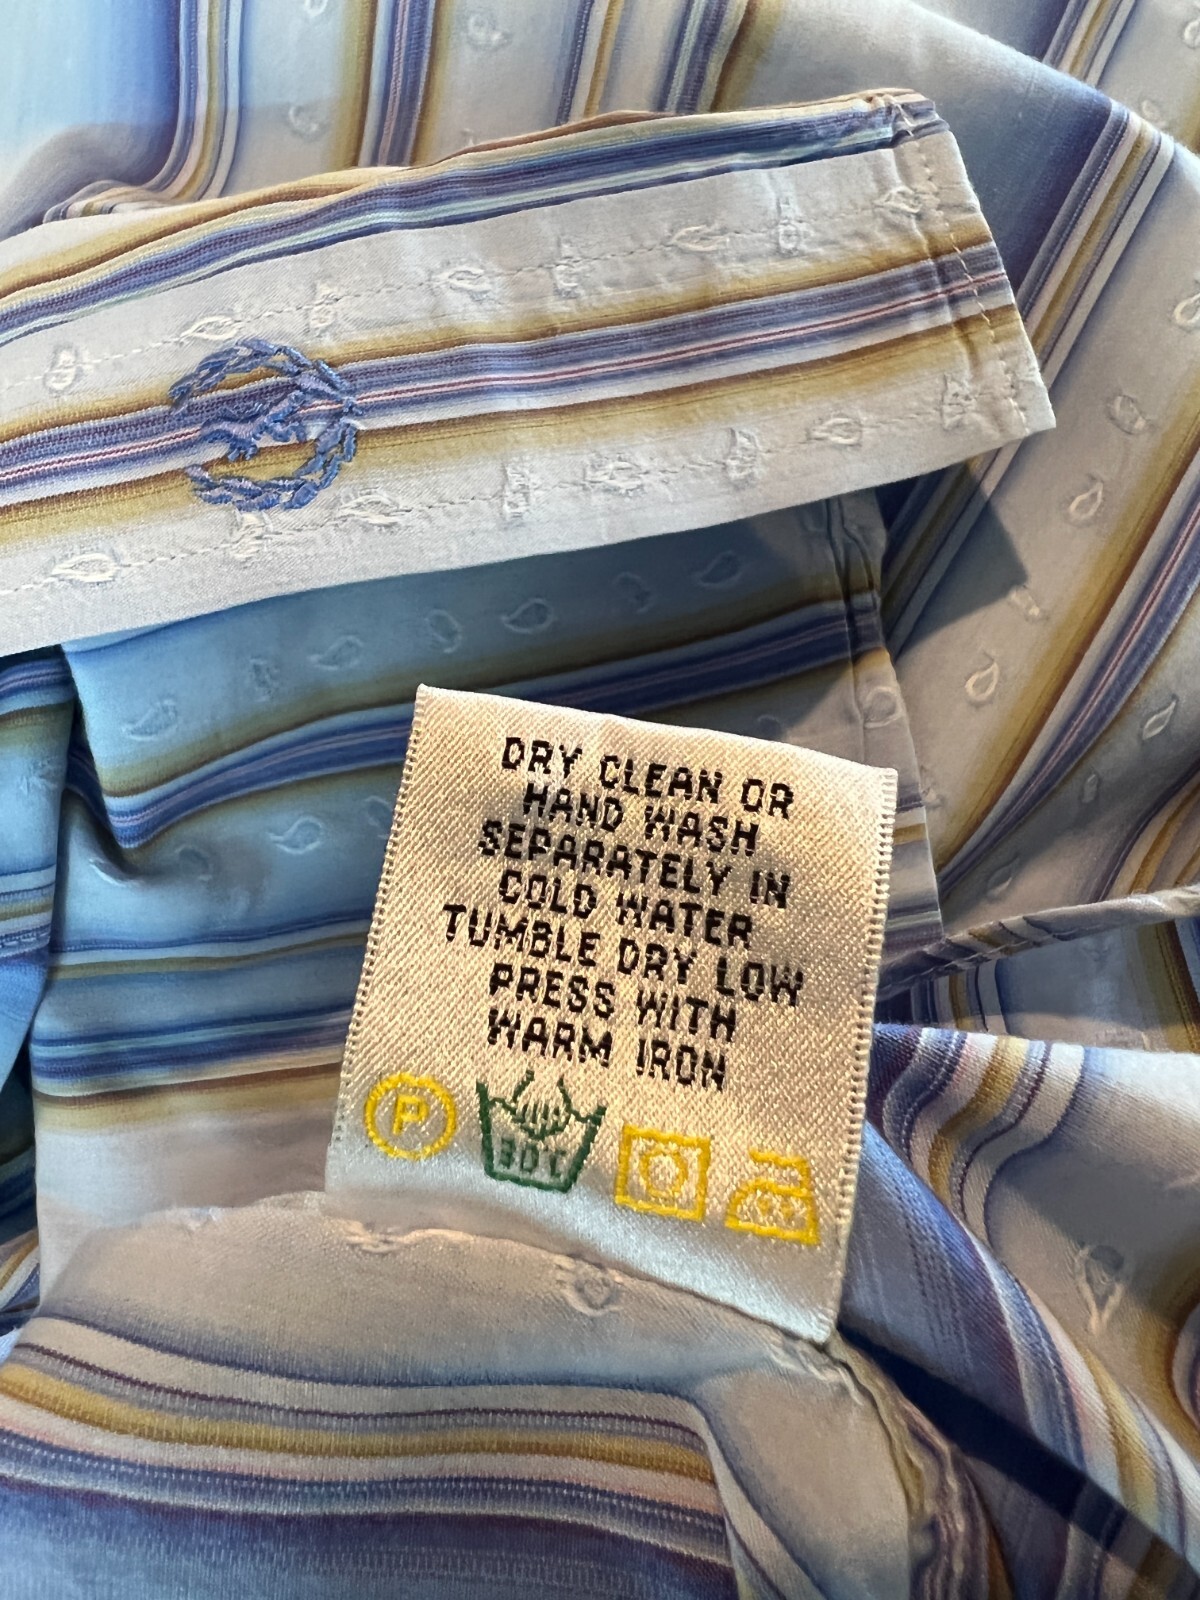 DRY CLEAN OR
HAND WASH
SEPARATELY IN
COLD WATER
TUMBLE DRY LOW
PRESS WITH
WARM IRON
P 30°C